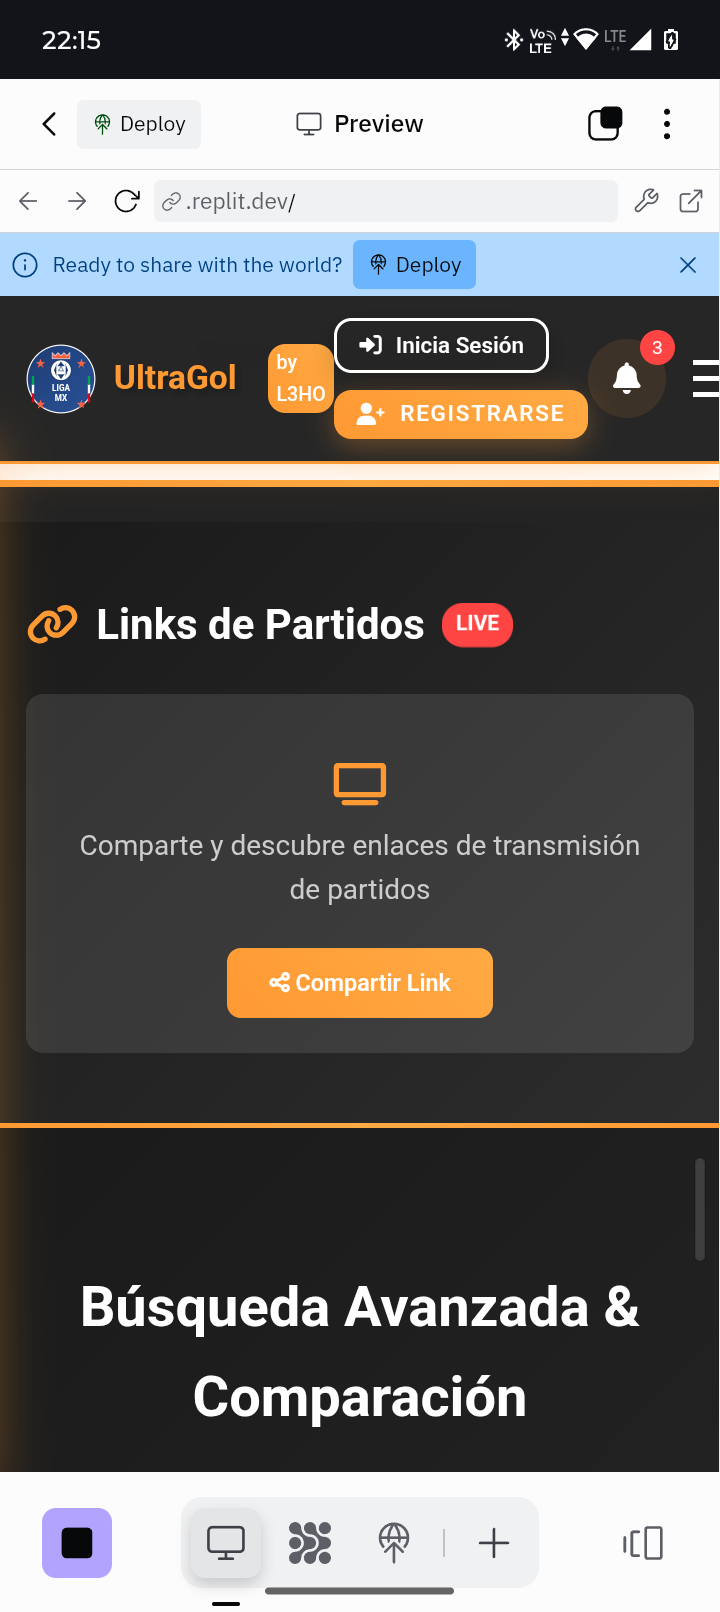 22:15
Vo
LTE
LTE
Deploy
Preview
.replit.dev/
Ready to share with the world?
Deploy
LIGA
MX
UltraGol
by
L3HO
Inicia Sesión
REGISTRARSE
3
Links de Partidos
LIVE
Comparte y descubre enlaces de transmisión
de partidos
Compartir Link
Búsqueda Avanzada &
Comparación